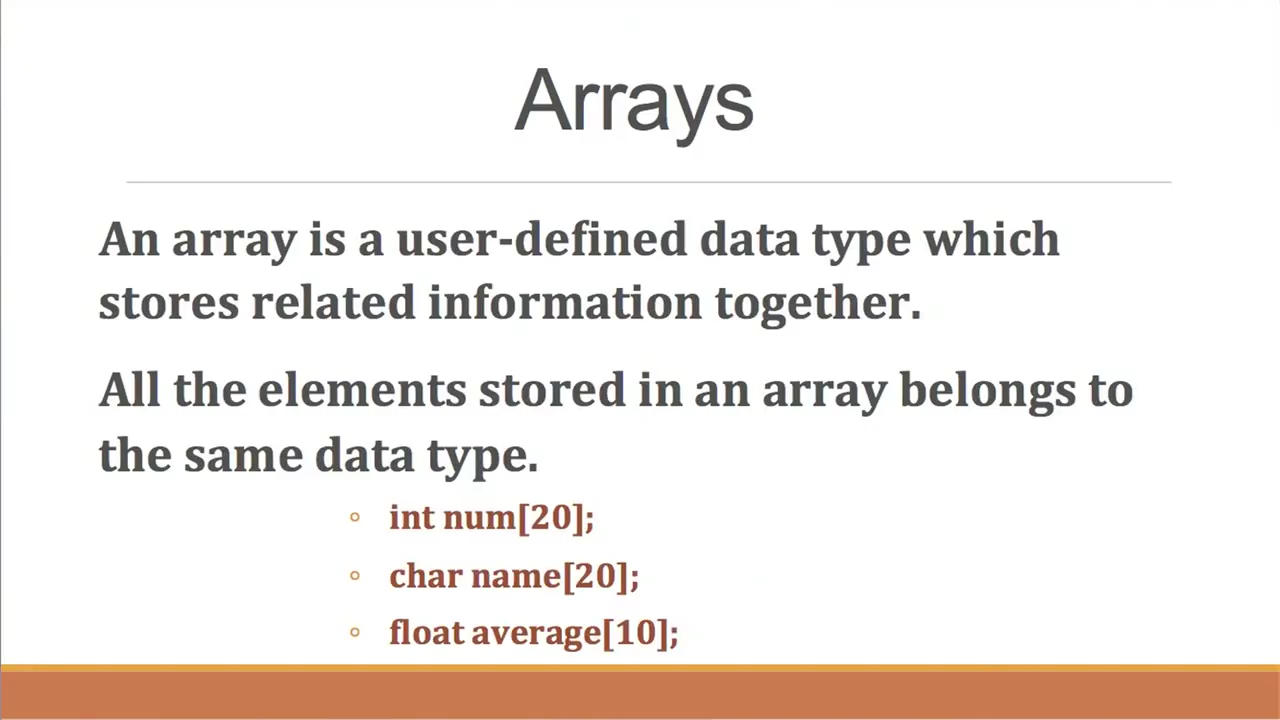 Arrays
An array is a user-defined data type which
stores related information together.
All the elements stored in an array belongs to
the same data type.
int num[20];
char name[20];
float average[10];